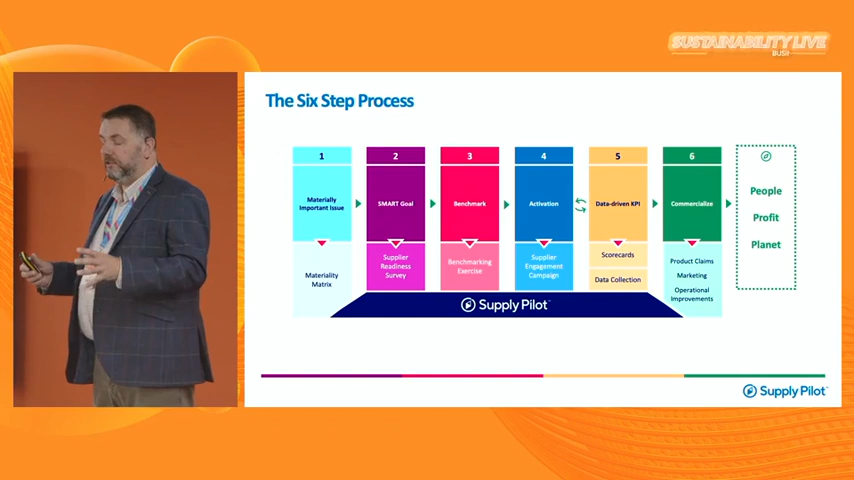 SUSTAINABILITY LIVE
The Six Step Process
1
2
3
4
5
6
Materially
Important Issue
SMART Goal
Benchmark
Activation
Data-driven KPI
Commercialize
People
Profit
Planet
Materiality
Matrix
Supplier
Readiness
Survey
Benchmarking
Exercise
Supplier
Engagement
Campaign
Scorecards
Data Collection
Product Claims
Marketing
Operational
Improvements
Supply Pilot
Supply Pilot